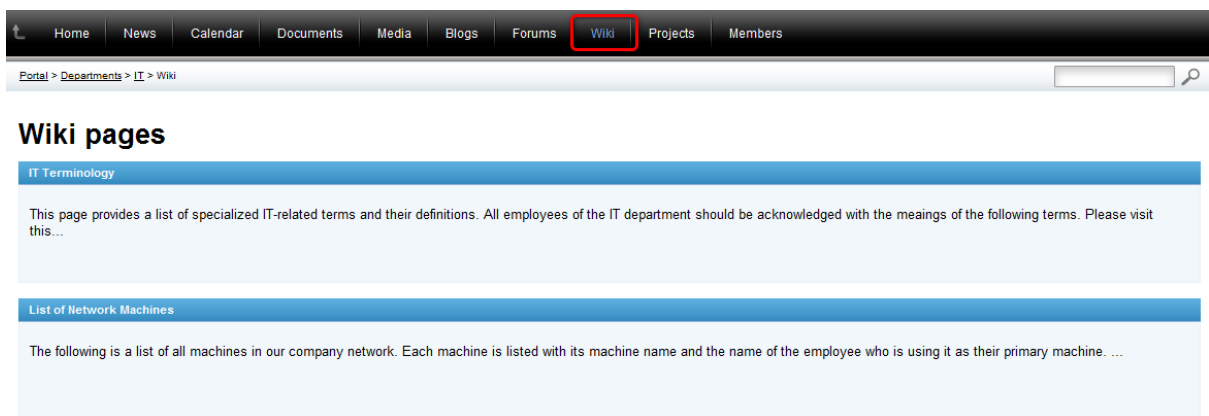 Home News Calendar Documents Media Blogs Forums Wiki Projects Members
Portal > Departments > IT > Wiki
Wiki pages
IT Terminology
This page provides a list of specialized IT-related terms and their definitions. All employees of the IT department should be acknowledged with the meaings of the following terms. Please visit
this...
List of Network Machines
The following is a list of all machines in our company network. Each machine is listed with its machine name and the name of the employee who is using it as their primary machine. ...